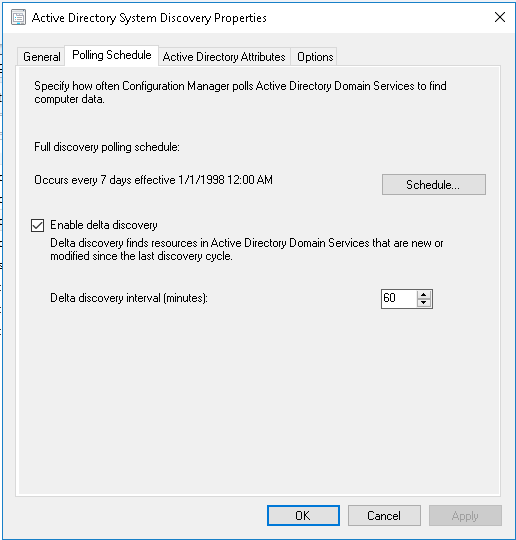 Active Directory System Discovery Properties
General Polling Schedule Active Directory Attributes Options
Specify how often Configuration Manager polls Active Directory Domain Services to find
computer data.
Full discovery polling schedule:
Occurs every 7 days effective 1/1/1998 12:00 AM
Schedule...
Enable delta discovery
Delta discovery finds resources in Active Directory Domain Services that are new or
modified since the last discovery cycle.
Delta discovery interval (minutes):
60
OK Cancel Apply